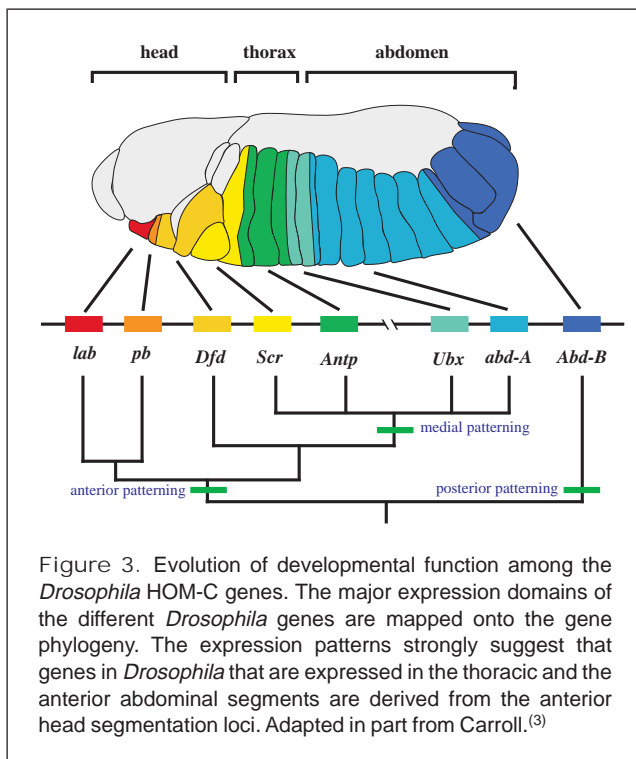 head thorax abdomen
lab pb Dfd Scr Antp Ubx abd-A Abd-B
medial patterning
anterior patterning posterior patterning
Figure 3. Evolution of developmental function among the
Drosophila HOM-C genes. The major expression domains of
the different Drosophila genes are mapped onto the gene
phylogeny. The expression patterns strongly suggest that
genes in Drosophila that are expressed in the thoracic and the
anterior abdominal segments are derived from the anterior
head segmentation loci. Adapted in part from Carroll.(3)